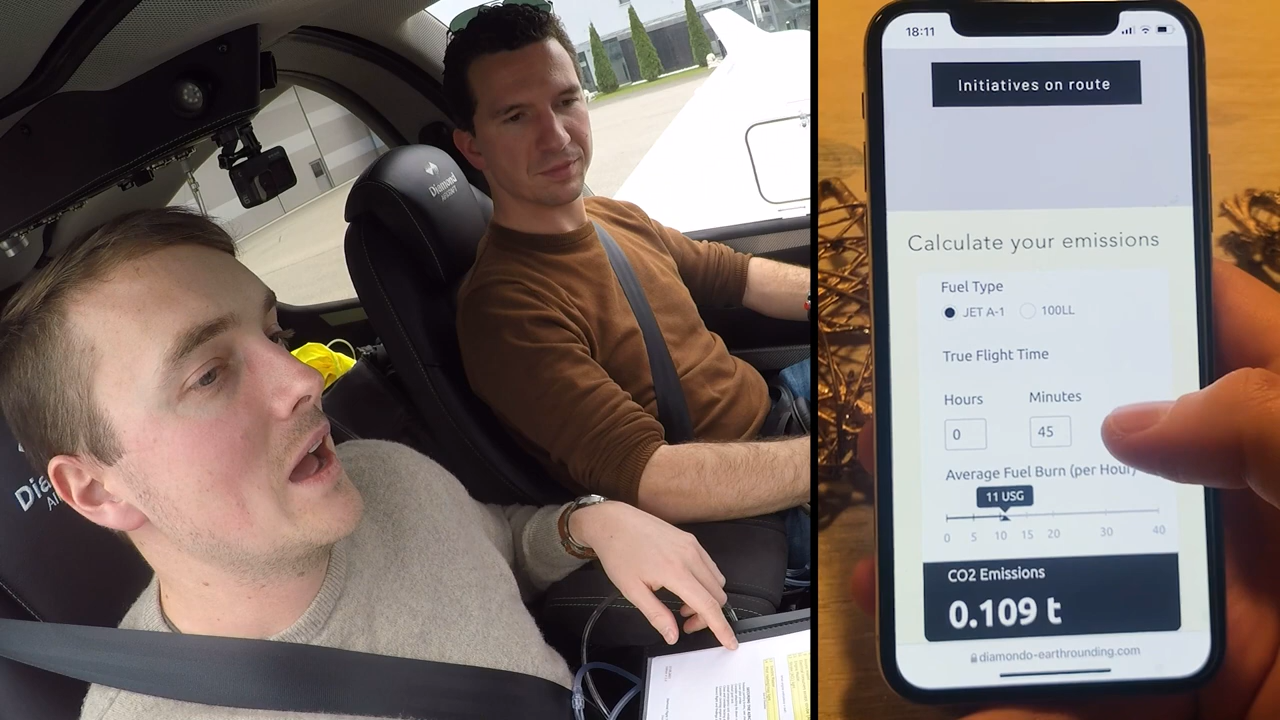 Diamond
AIRCRAFT
Dia
18:11
Initiatives on route
Calculate your emissions
Fuel Type
JET A-1
100LL
True Flight Time
Hours
Minutes
0
45
Average Fuel Burn (per Hour)
11 USG
0 5 10 15 20 30 40
CO2 Emissions
0.109 t
diamondo-earthrounding.com